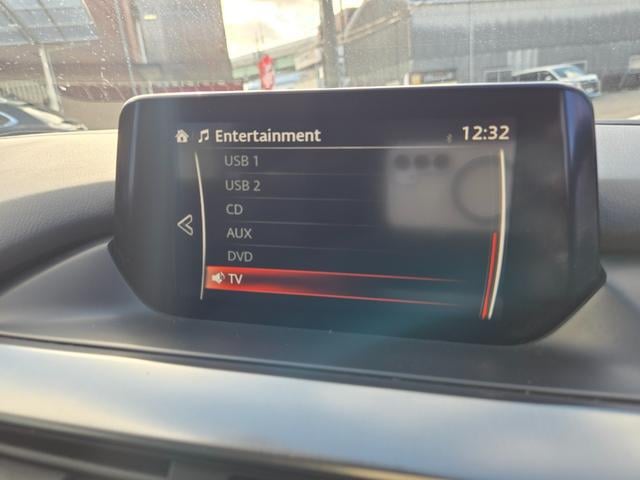 Entertainment 12:32
USB 1
USB 2
CD
AUX
DVD
TV